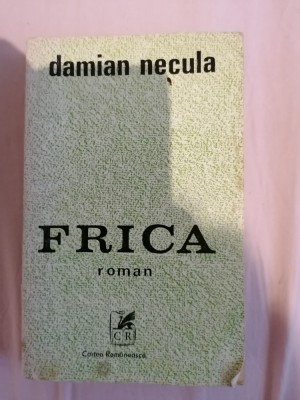 damian necula
FRICA
roman
CR
Cartea Românească